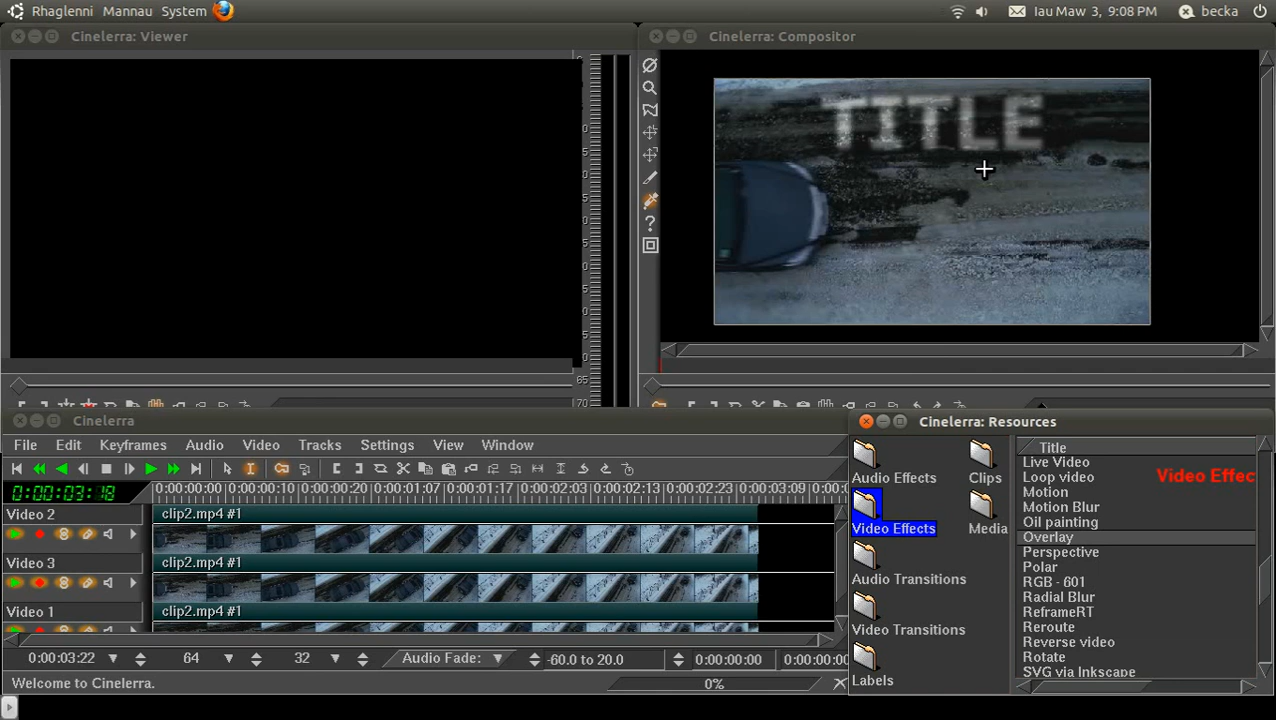 Rhaglenni Mannau System Iau Maw 3, 9:08 PM becka
Cinelerra: Viewer
Cinelerra: Compositor
TITLE
65
70
Cinelerra
File Edit Keyframes Audio Video Tracks Settings View Window
0:00:03:18
0:00:00:00 0:00:00:10 0:00:00:20 0:00:01:07 0:00:01:17 0:00:02:03 0:00:02:13 0:00:02:23 0:00:0
Video 2 clip2.mp4 #1
Video 3 clip2.mp4 #1
Video 1 clip2.mp4 #1
0:00:03:22 64 32 Audio Fade: -60.0 to 20.0 0:00:00:00 0:00:00:0
Welcome to Cinelerra. 0%
Cinelerra: Resources
Audio Effects
Clips
Video Effects
Media
Audio Transitions
Video Transitions
Labels
Title
Live Video
Video Effec
Loop video
Motion
Motion Blur
Oil painting
Overlay
Perspective
Polar
RGB - 601
Radial Blur
ReframeRT
Reroute
Reverse video
Rotate
SVG via Inkscape